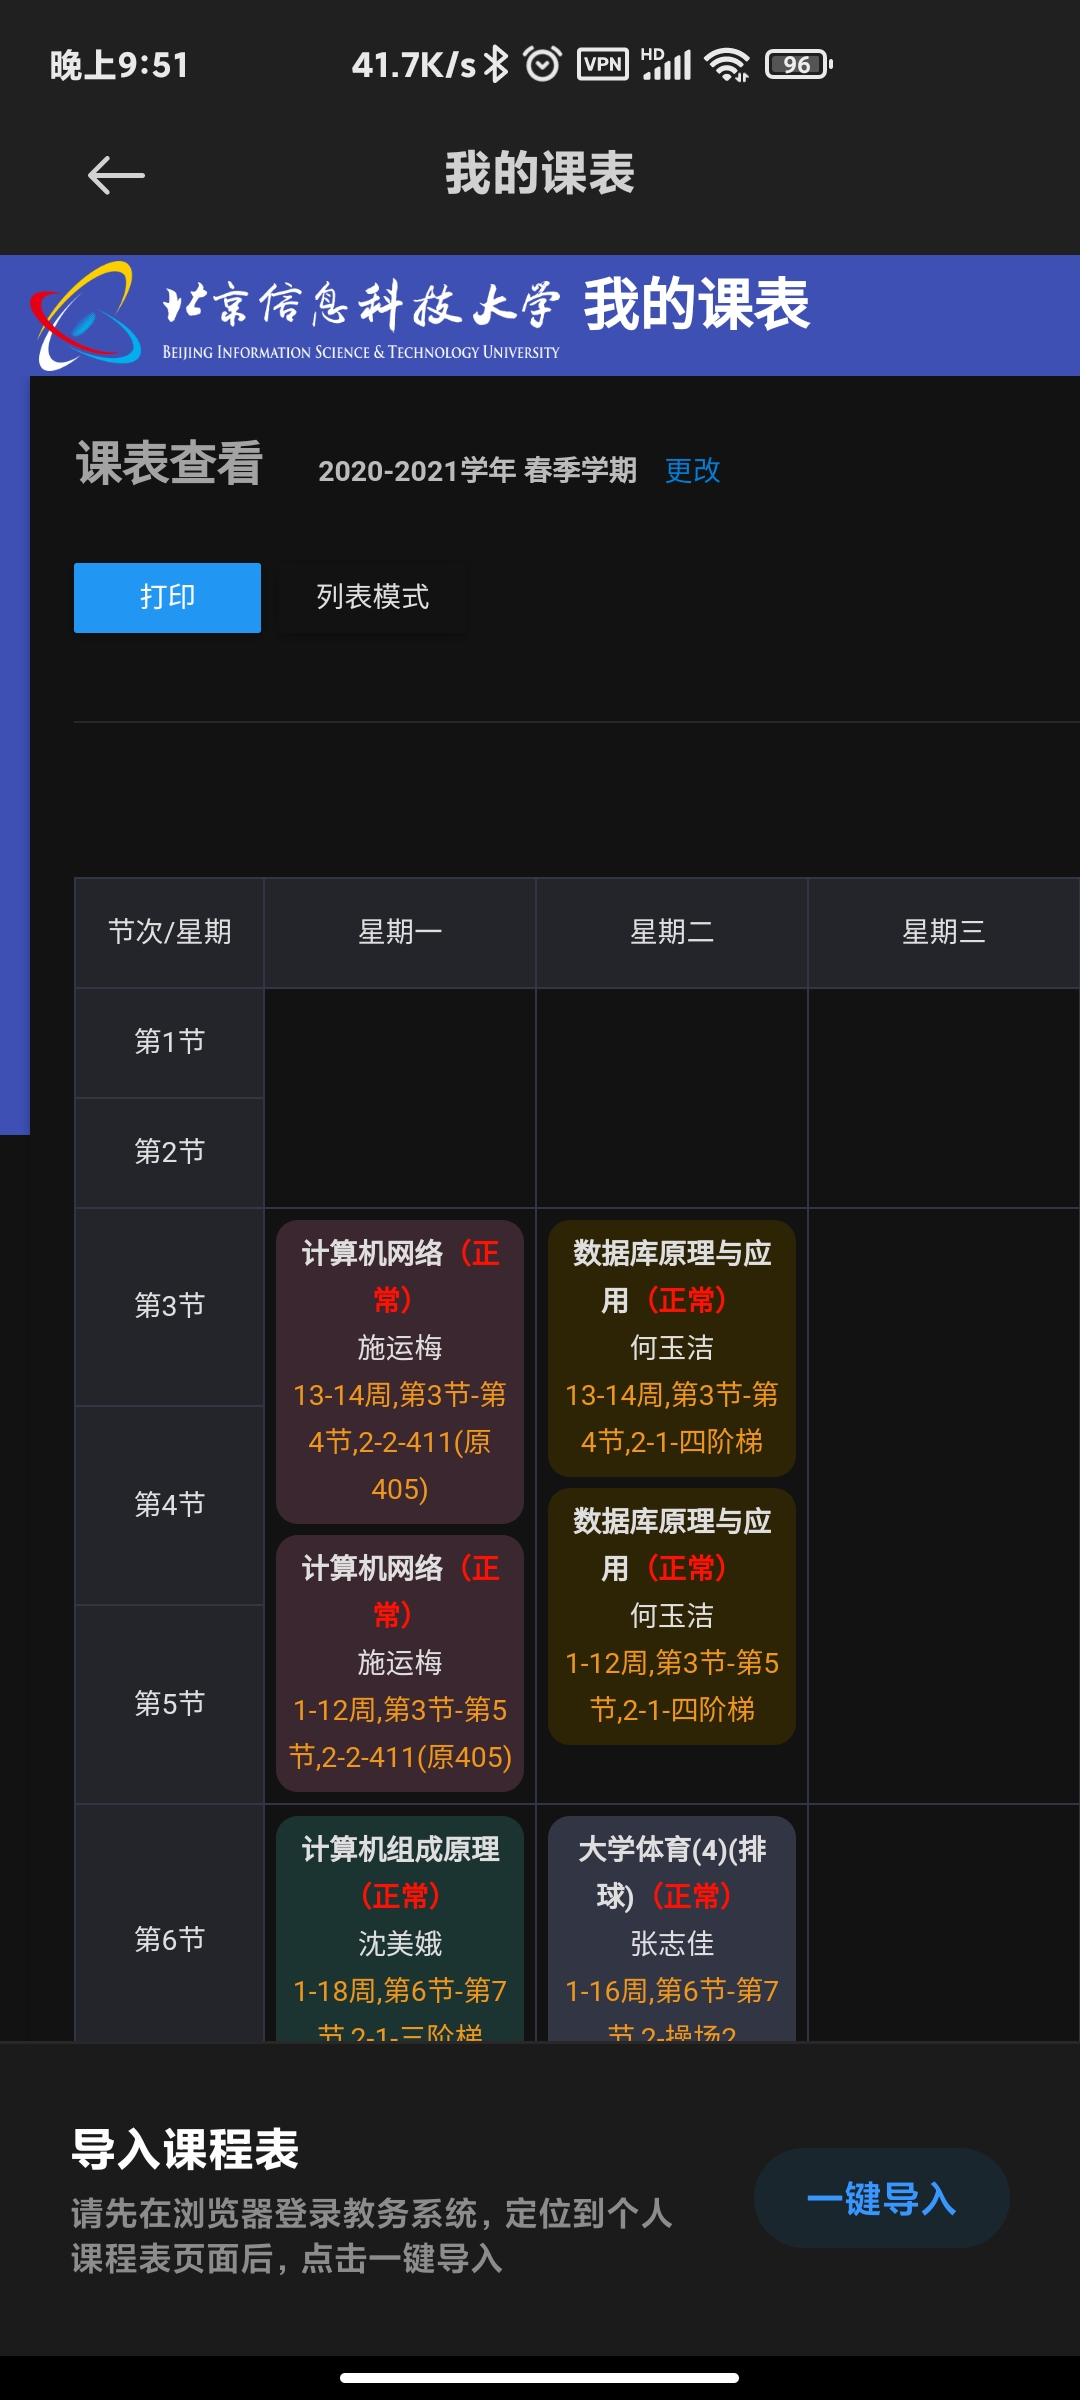 晚上9:51 41.7K/s VPN HD 96
我的课表
北京信息科技大学 我的课表
BEIJING INFORMATION SCIENCE & TECHNOLOGY UNIVERSITY
课表查看 2020-2021学年 春季学期 更改
打印 列表模式
节次/星期 星期一 星期二 星期三
第1节
第2节
第3节
第4节
第5节
第6节
计算机网络（正
常）
施运梅
13-14周,第3节-第
4节,2-2-411(原
405)
计算机网络（正
常）
施运梅
1-12周,第3节-第5
节,2-2-411(原405)
计算机组成原理
（正常）
沈美娥
1-18周,第6节-第7
节,2-1-三阶梯
数据库原理与应
用（正常）
何玉洁
13-14周,第3节-第
4节,2-1-四阶梯
数据库原理与应
用（正常）
何玉洁
1-12周,第3节-第5
节,2-1-四阶梯
大学体育(4)(排
球)（正常）
张志佳
1-16周,第6节-第7
节,2-操场2
导入课程表
请先在浏览器登录教务系统，定位到个人
课程表页面后，点击一键导入
一键导入